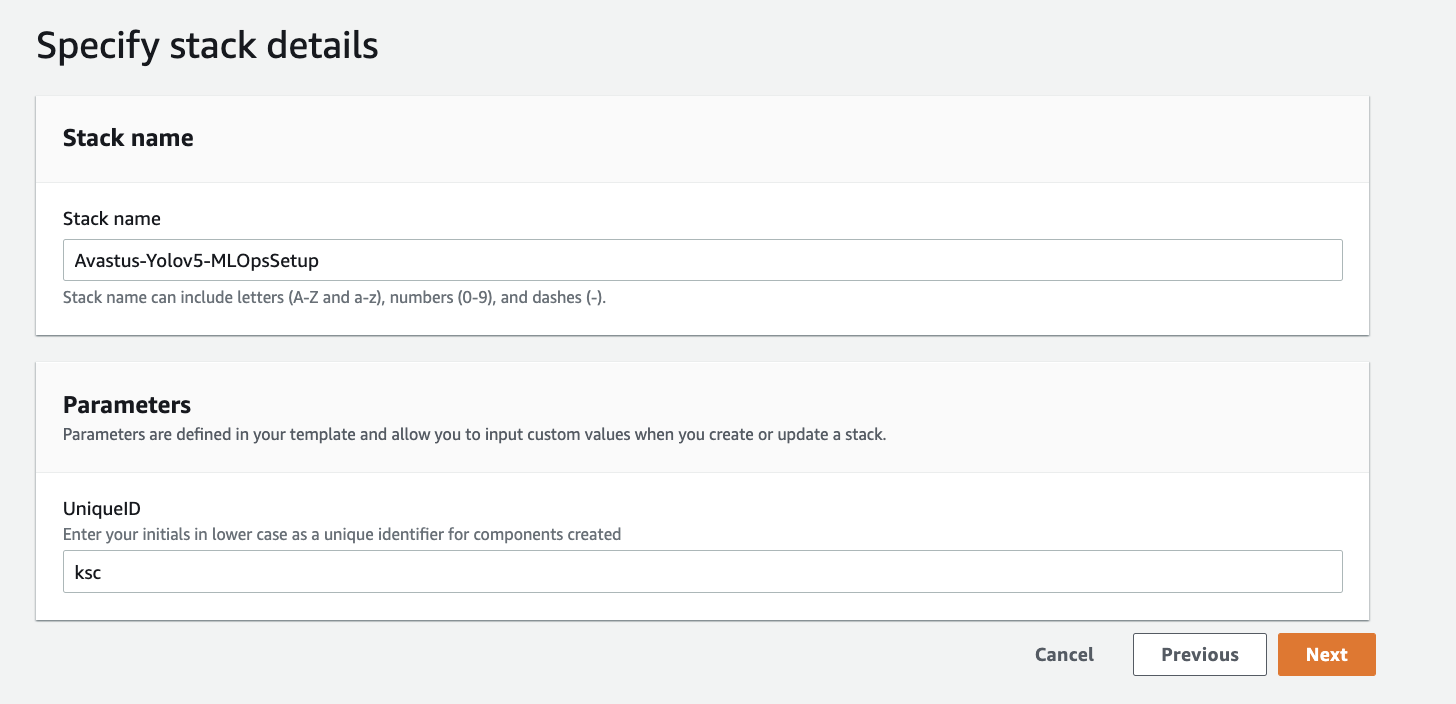 Specify stack details
Stack name
Stack name
Avastus-Yolov5-MLOpsSetup
Stack name can include letters (A-Z and a-z), numbers (0-9), and dashes (-).
Parameters
Parameters are defined in your template and allow you to input custom values when you create or update a stack.
UniqueID
Enter your initials in lower case as a unique identifier for components created
ksc
Cancel Previous Next